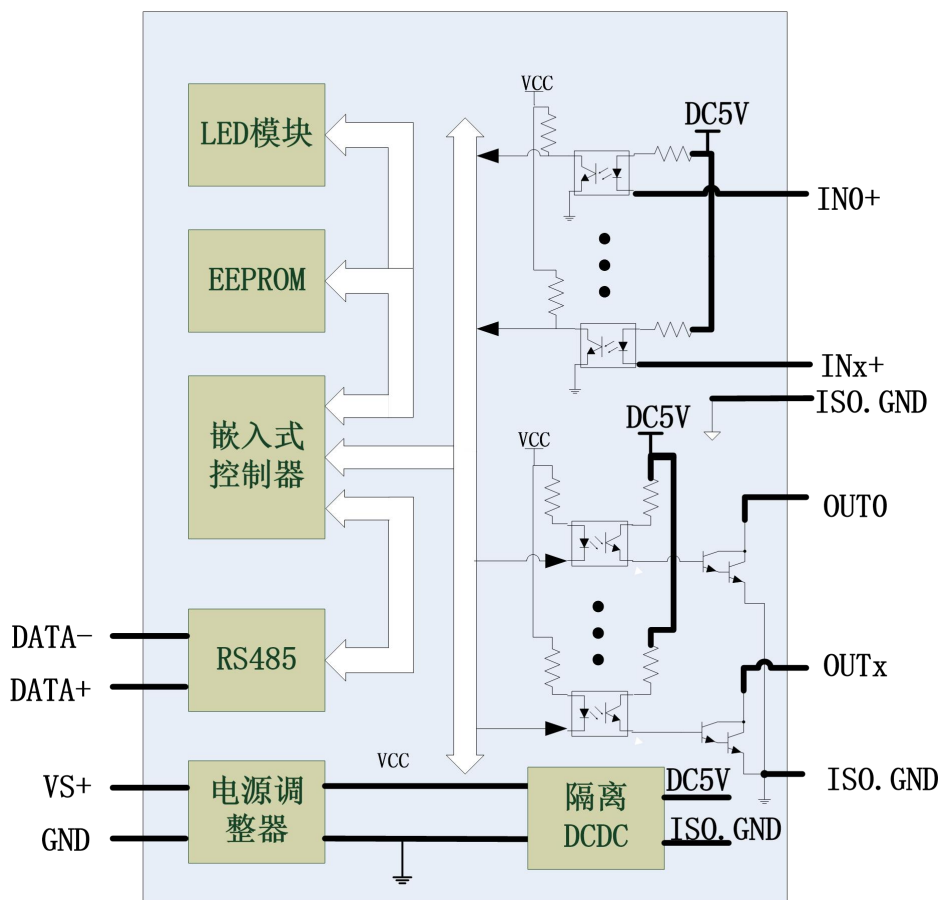 LED模块
EEPROM
嵌入式
控制器
RS485
DATA-
DATA+
VS+
GND
电源调
整器
VCC
隔离
DCDC
DC5V
ISO.GND
VCC
DC5V
IN0+
INx+
ISO.GND
VCC
DC5V
OUT0
OUTx
ISO.GND